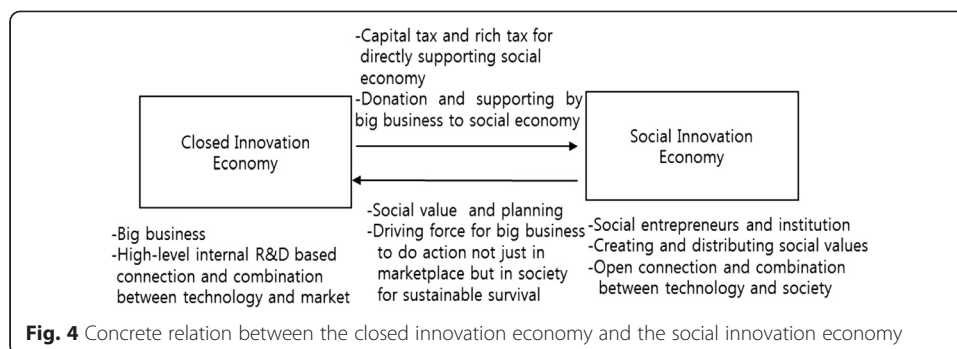 -Capital tax and rich tax for
directly supporting social
economy
-Donation and supporting by
big business to social economy
Closed Innovation
Economy
Social Innovation
Economy
-Big business
-High-level internal R&D based
connection and combination
between technology and market
-Social value and planning
-Driving force for big business
to do action not just in
marketplace but in society
for sustainable survival
-Social entrepreneurs and institution
-Creating and distributing social values
-Open connection and combination
between technology and society
Fig. 4 Concrete relation between the closed innovation economy and the social innovation economy